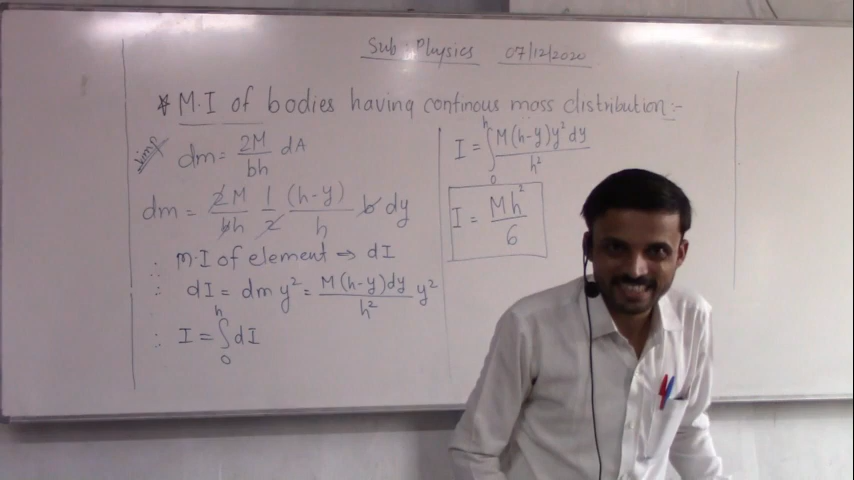 Sub : Physics 07/12/2020
* M.I of bodies having continous mass distribution :-
Vimp
dm = 2M/bh dA
dm = 2M/bh 1/2 (h-y)/h b dy
∴ M.I of element ⇒ dI
∴ dI = dm y² = M(h-y)dy/h² y²
∴ I = ∫₀ʰ dI
I = ∫₀ʰ M(h-y)y² dy/h²
I = Mh²/6